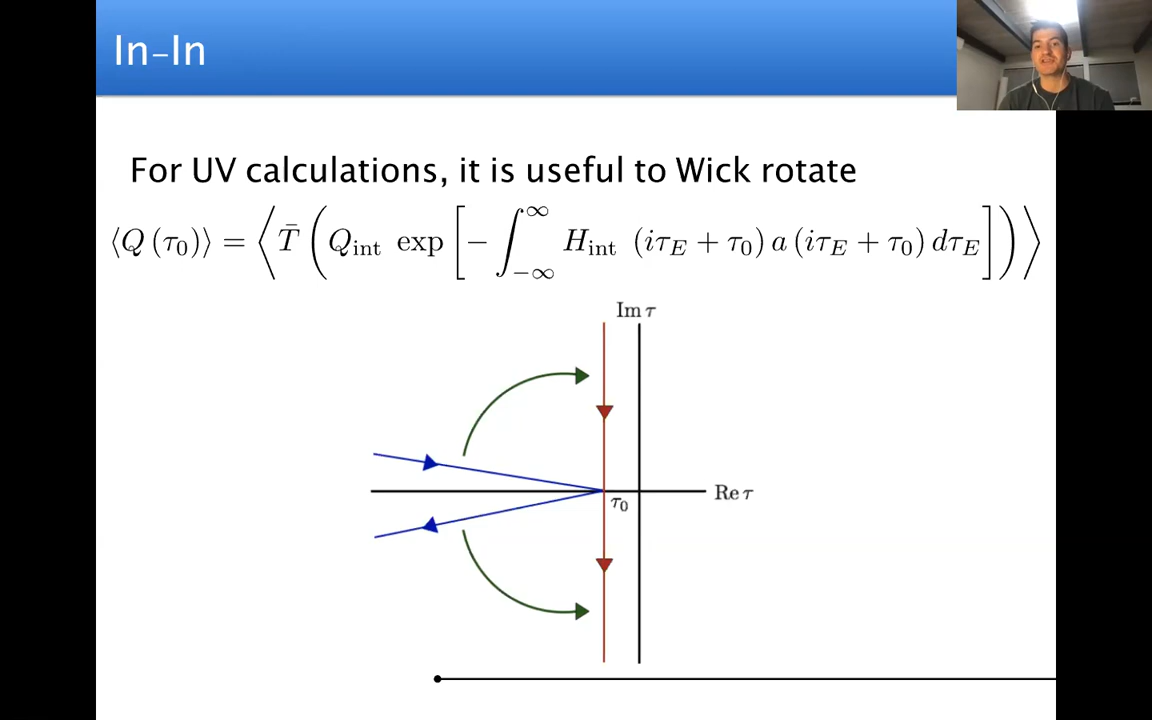 In-In
For UV calculations, it is useful to Wick rotate
⟨Q (τ₀)⟩ = ⟨ T̄ ( Q_int exp [ − ∫_{−∞}^{∞} H_int (iτ_E + τ₀) a (iτ_E + τ₀) dτ_E ] ) ⟩
Im τ
τ₀
Re τ